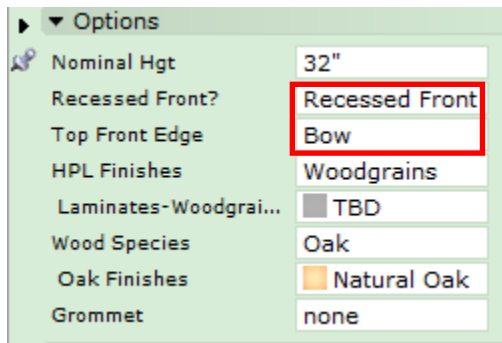 Options
Nominal Hgt 32"
Recessed Front? Recessed Front
Top Front Edge Bow
HPL Finishes Woodgrains
Laminates-Woodgrai... TBD
Wood Species Oak
Oak Finishes Natural Oak
Grommet none